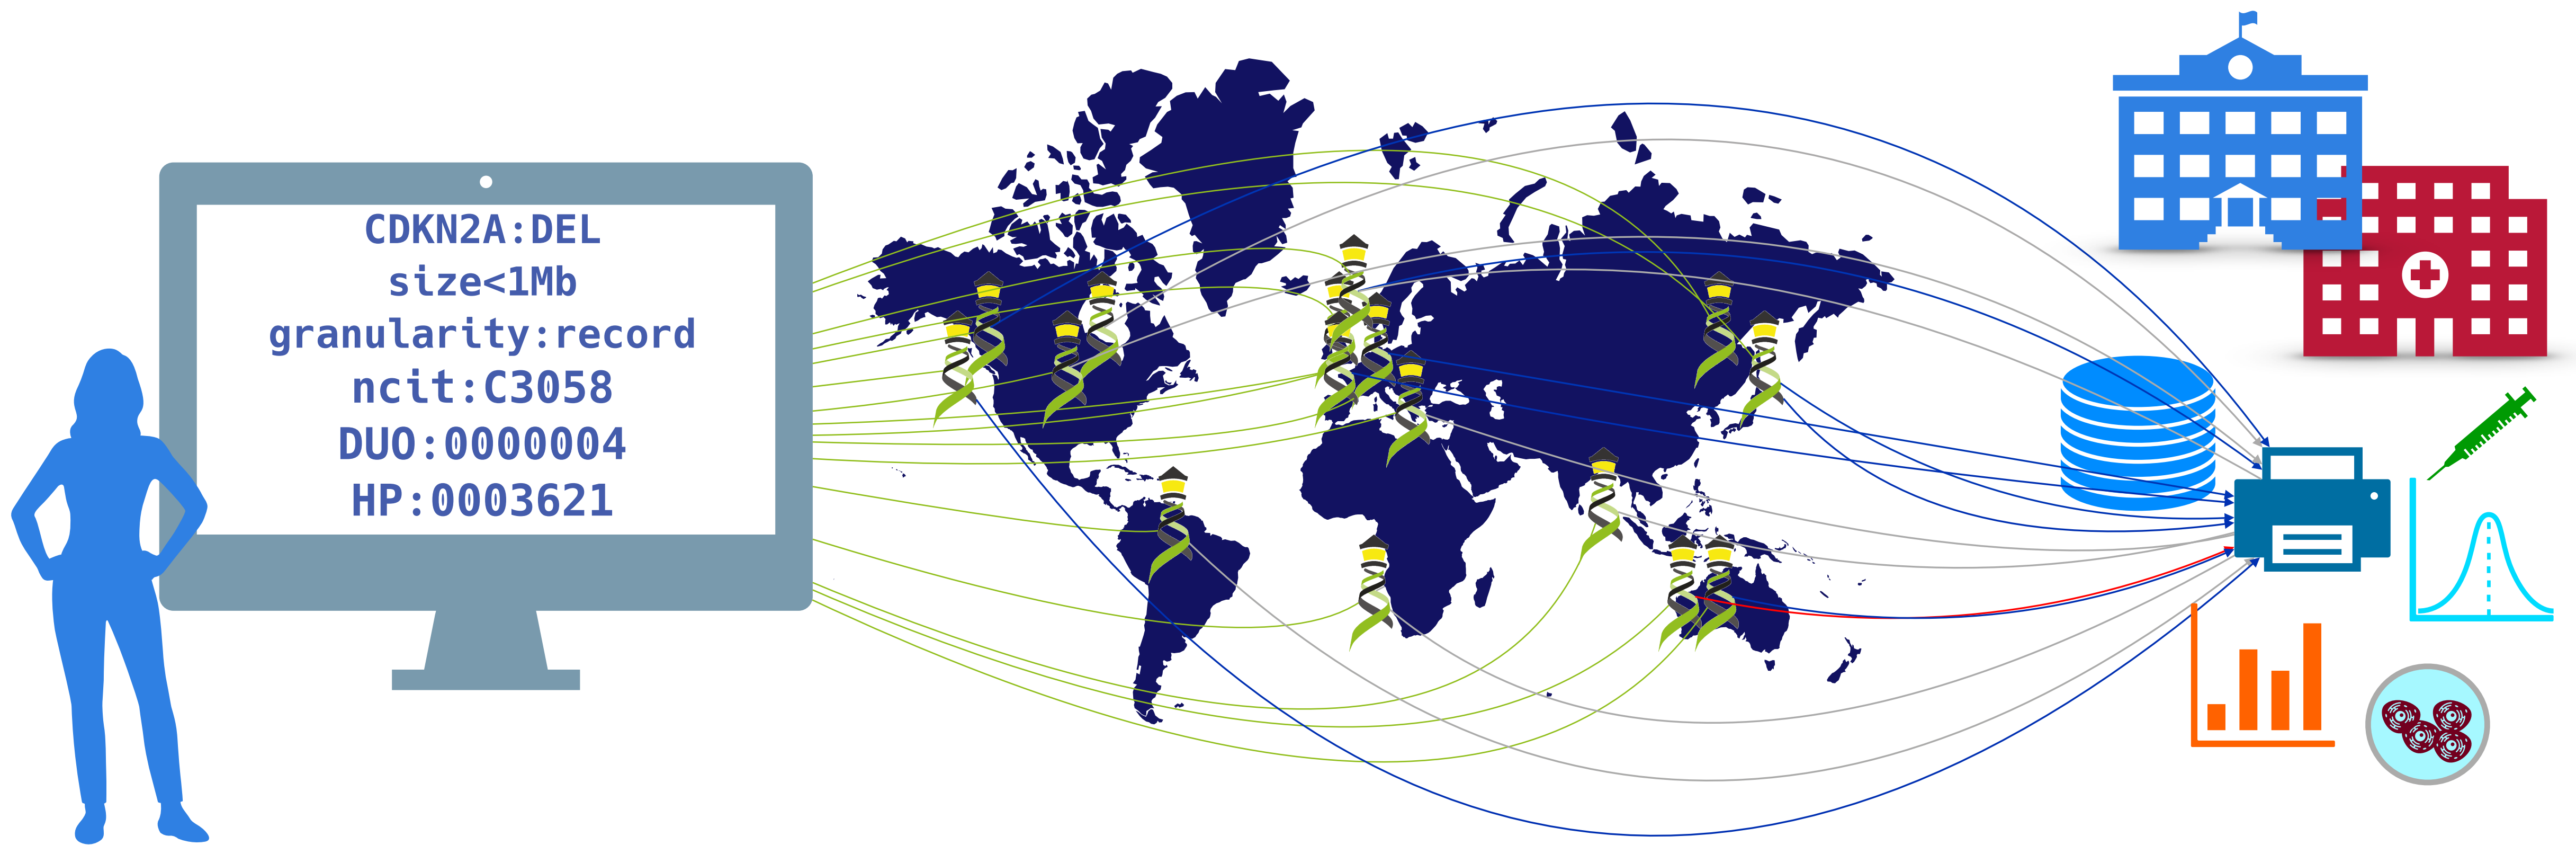 CDKN2A:DEL
size<1Mb
granularity:record
ncit:C3058
DUO:0000004
HP:0003621